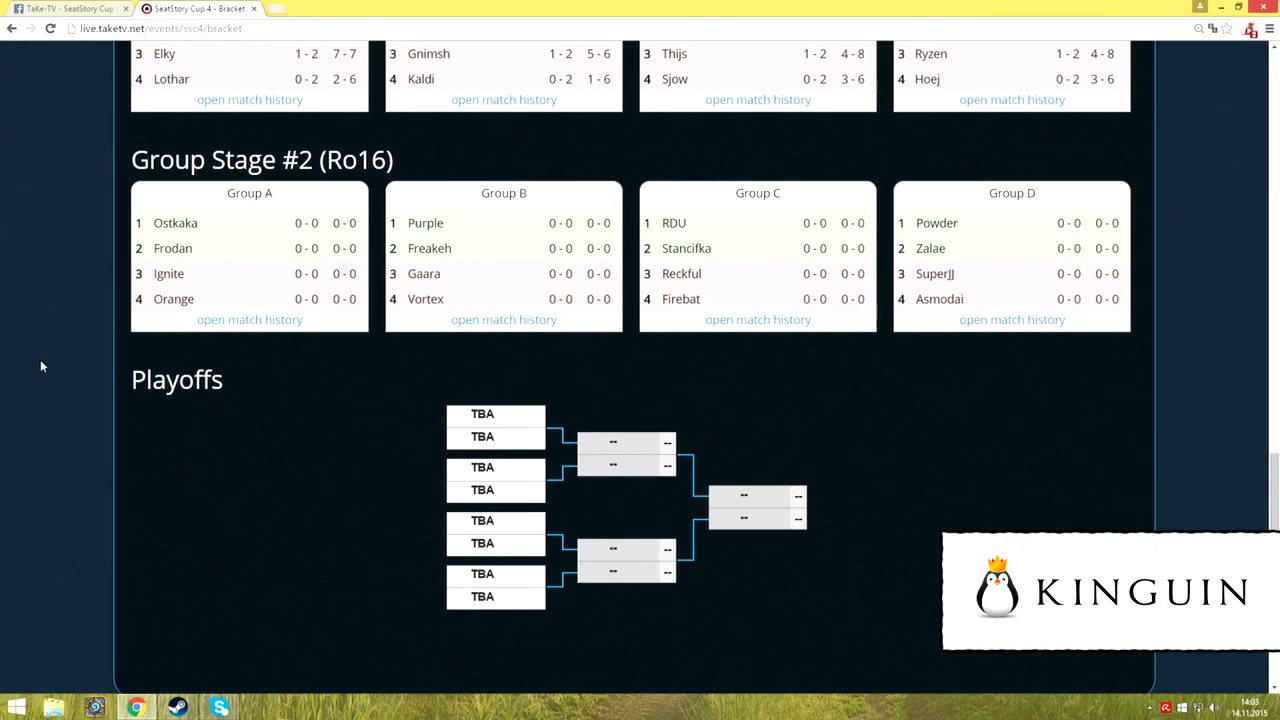 TaKe-TV - SeatStory Cup
SeatStory Cup 4 - Bracket
live.taketv.net/events/ssc4/bracket
3 Elky 1 - 2 7 - 7
4 Lothar 0 - 2 2 - 6
open match history
3 Gnimsh 1 - 2 5 - 6
4 Kaldi 0 - 2 1 - 6
open match history
3 Thijs 1 - 2 4 - 8
4 Sjow 0 - 2 3 - 6
open match history
3 Ryzen 1 - 2 4 - 8
4 Hoej 0 - 2 3 - 6
open match history
Group Stage #2 (Ro16)
Group A
1 Ostkaka 0 - 0 0 - 0
2 Frodan 0 - 0 0 - 0
3 Ignite 0 - 0 0 - 0
4 Orange 0 - 0 0 - 0
open match history
Group B
1 Purple 0 - 0 0 - 0
2 Freakeh 0 - 0 0 - 0
3 Gaara 0 - 0 0 - 0
4 Vortex 0 - 0 0 - 0
open match history
Group C
1 RDU 0 - 0 0 - 0
2 Stancifka 0 - 0 0 - 0
3 Reckful 0 - 0 0 - 0
4 Firebat 0 - 0 0 - 0
open match history
Group D
1 Powder 0 - 0 0 - 0
2 Zalae 0 - 0 0 - 0
3 SuperJJ 0 - 0 0 - 0
4 Asmodai 0 - 0 0 - 0
open match history
Playoffs
TBA
TBA
TBA
TBA
TBA
TBA
TBA
TBA
-- --
-- --
-- --
-- --
-- --
-- --
KINGUIN
14:03
14.11.2015